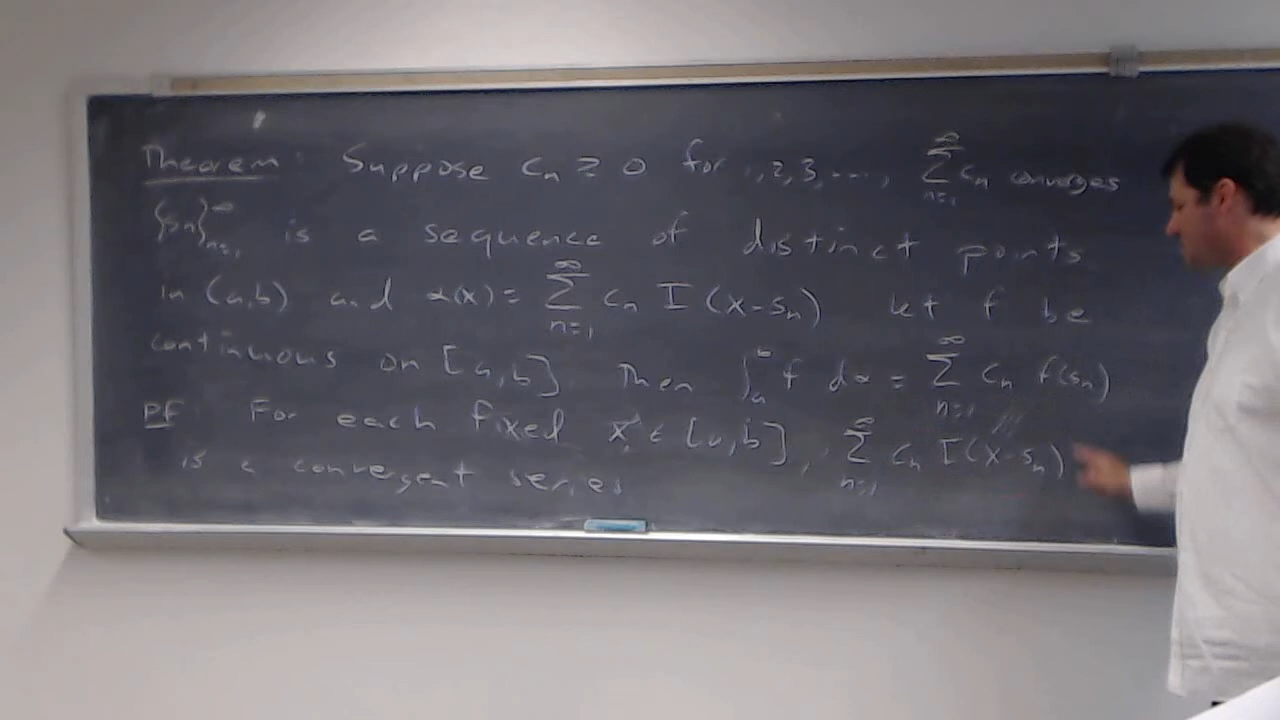 Theorem: Suppose cₙ ≥ 0 for 1,2,3,..., ∑_{n=1}^{∞} cₙ converges
{sₙ}_{n=1}^{∞} is a sequence of distinct points
in (a,b) and α(x) = ∑_{n=1}^{∞} cₙ I(x-sₙ) Let f be
continuous on [a,b] Then ∫_a^b f dα = ∑_{n=1}^{∞} cₙ f(sₙ)
Pf: For each fixed x ∈ [a,b], ∑_{n=1}^{∞} cₙ I(x-sₙ)
is a convergent series